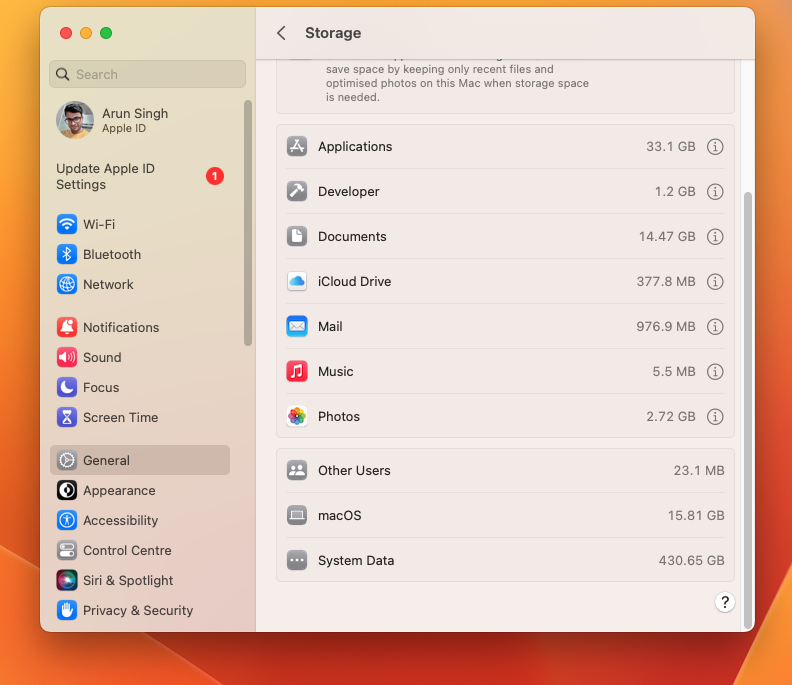 Storage
Search
Arun Singh
Apple ID
Update Apple ID
Settings
1
Wi-Fi
Bluetooth
Network
Notifications
Sound
Focus
Screen Time
General
Appearance
Accessibility
Control Centre
Siri & Spotlight
Privacy & Security
save space by keeping only recent files and
optimised photos on this Mac when storage space
is needed.
Applications 33.1 GB
Developer 1.2 GB
Documents 14.47 GB
iCloud Drive 377.8 MB
Mail 976.9 MB
Music 5.5 MB
Photos 2.72 GB
Other Users 23.1 MB
macOS 15.81 GB
System Data 430.65 GB
?